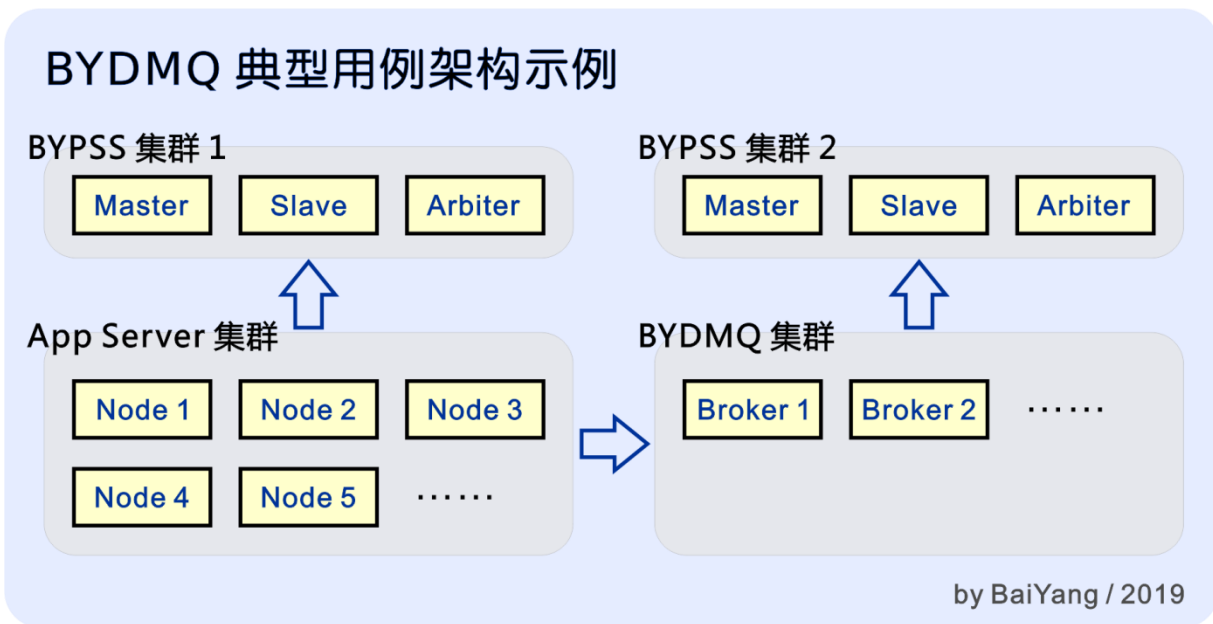 BYDMQ 典型用例架构示例
BYPSS 集群 1
Master Slave Arbiter
BYPSS 集群 2
Master Slave Arbiter
App Server 集群
Node 1 Node 2 Node 3
Node 4 Node 5 ······
BYDMQ 集群
Broker 1 Broker 2 ······
by BaiYang / 2019